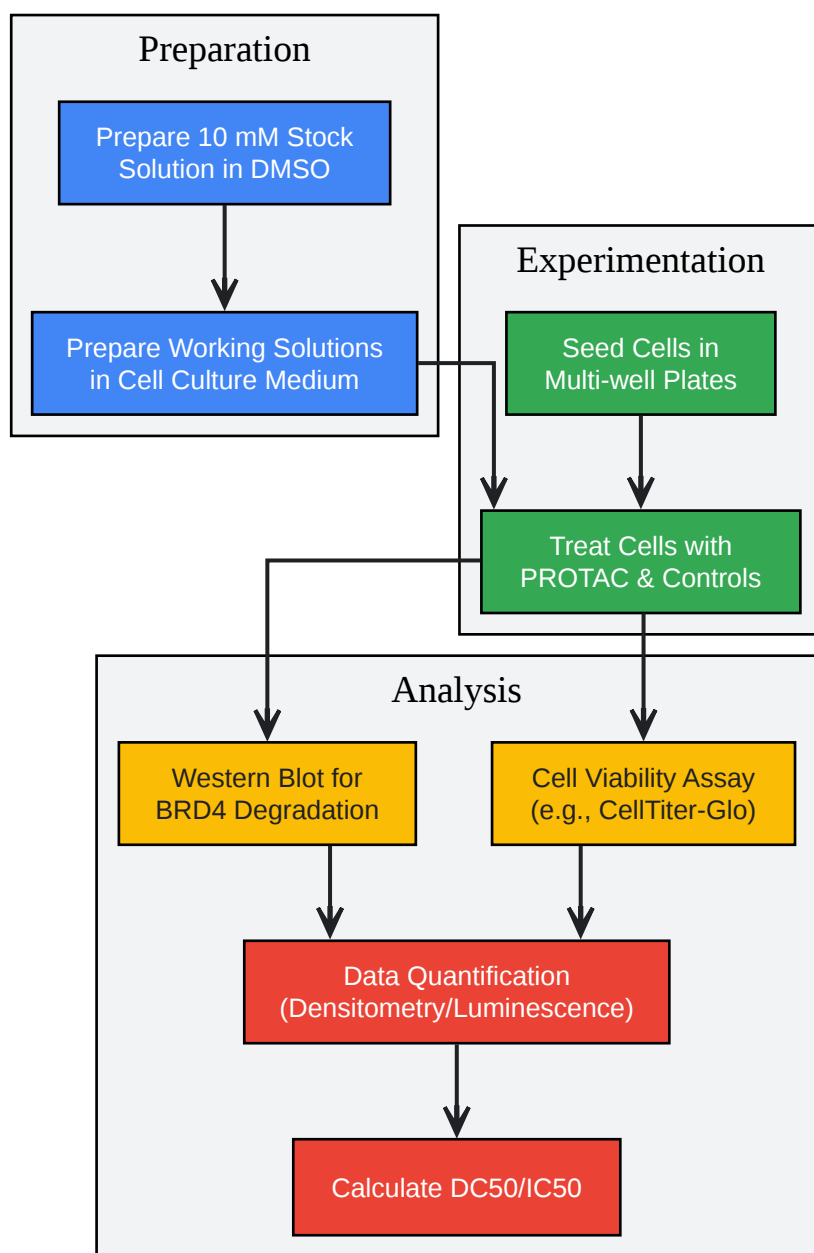 Preparation
Prepare 10 mM Stock
Solution in DMSO
Prepare Working Solutions
in Cell Culture Medium
Experimentation
Seed Cells in
Multi-well Plates
Treat Cells with
PROTAC & Controls
Analysis
Western Blot for
BRD4 Degradation
Cell Viability Assay
(e.g., CellTiter-Glo)
Data Quantification
(Densitometry/Luminescence)
Calculate DC50/IC50